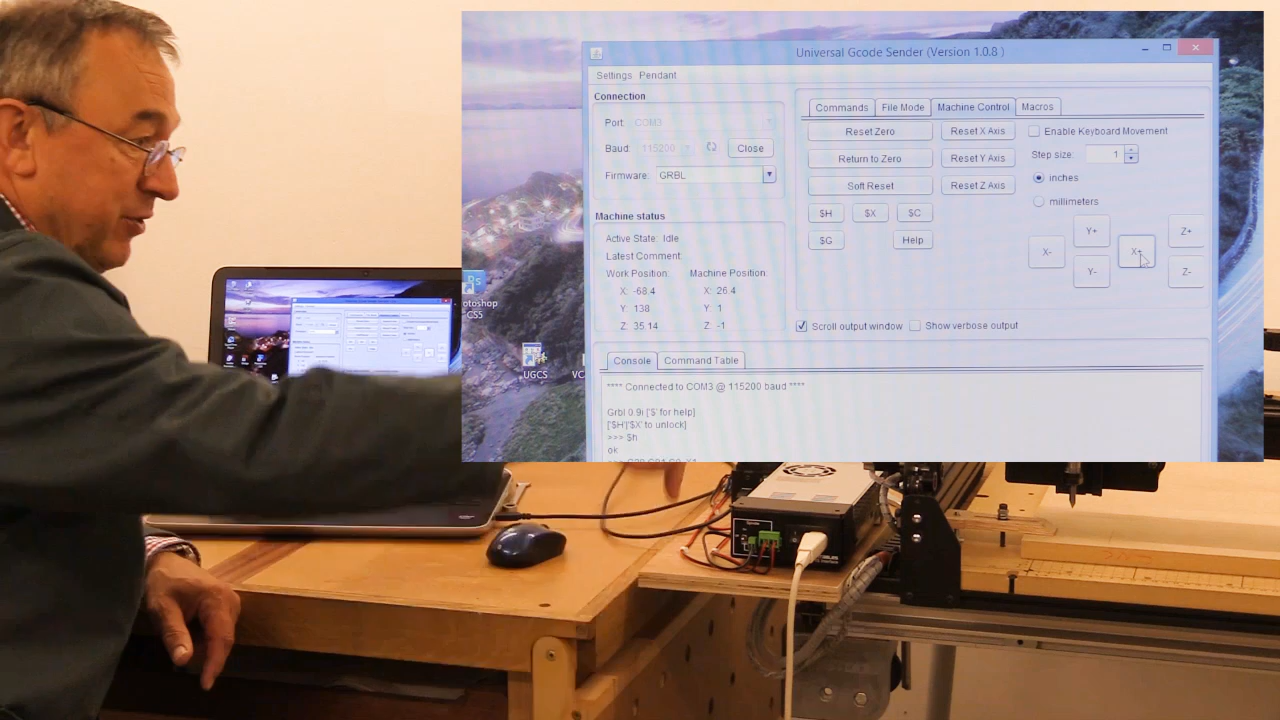 Universal Gcode Sender (Version 1.0.8 )
Settings Pendant
Connection
Port: COM3
Baud: 115200 Close
Firmware: GRBL
Machine status
Active State: Idle
Latest Comment:
Work Position: Machine Position:
X: -68.4 X: 26.4
Y: 138 Y: 1
Z: 35.14 Z: -1
Commands File Mode Machine Control Macros
Reset Zero Reset X Axis Enable Keyboard Movement
Return to Zero Reset Y Axis Step size: 1
Soft Reset Reset Z Axis inches
millimeters
$H $X $C
$G Help
Y+ Z+
X- X+
Y- Z-
Scroll output window Show verbose output
Console Command Table
**** Connected to COM3 @ 115200 baud ****
Grbl 0.9i ['$' for help]
['$H'|'$X' to unlock]
>>> $h
ok
Ps
otoshop
CS5
UGCS
VC